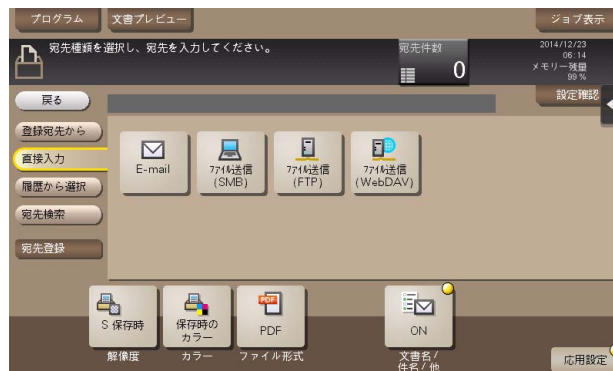 プログラム
文書プレビュー
ジョブ表示
宛先種類を選択し、宛先を入力してください。
宛先件数
0
2014/12/23
06:14
メモリー残量
99 %
戻る
設定確認
登録宛先から
直接入力
履歴から選択
宛先検索
宛先登録
E-mail
ﾌｧｲﾙ送信
(SMB)
ﾌｧｲﾙ送信
(FTP)
ﾌｧｲﾙ送信
(WebDAV)
S 保存時
解像度
保存時の
カラー
カラー
PDF
PDF
ファイル形式
ON
文書名/
件名/他
応用設定